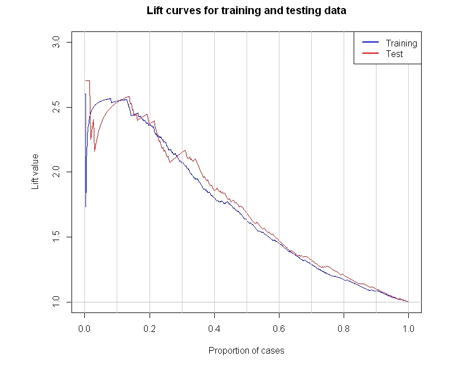 Lift curves for training and testing data
Training
Test
3.0
2.5
2.0
1.5
1.0
Lift value
0.0 0.2 0.4 0.6 0.8 1.0
Proportion of cases